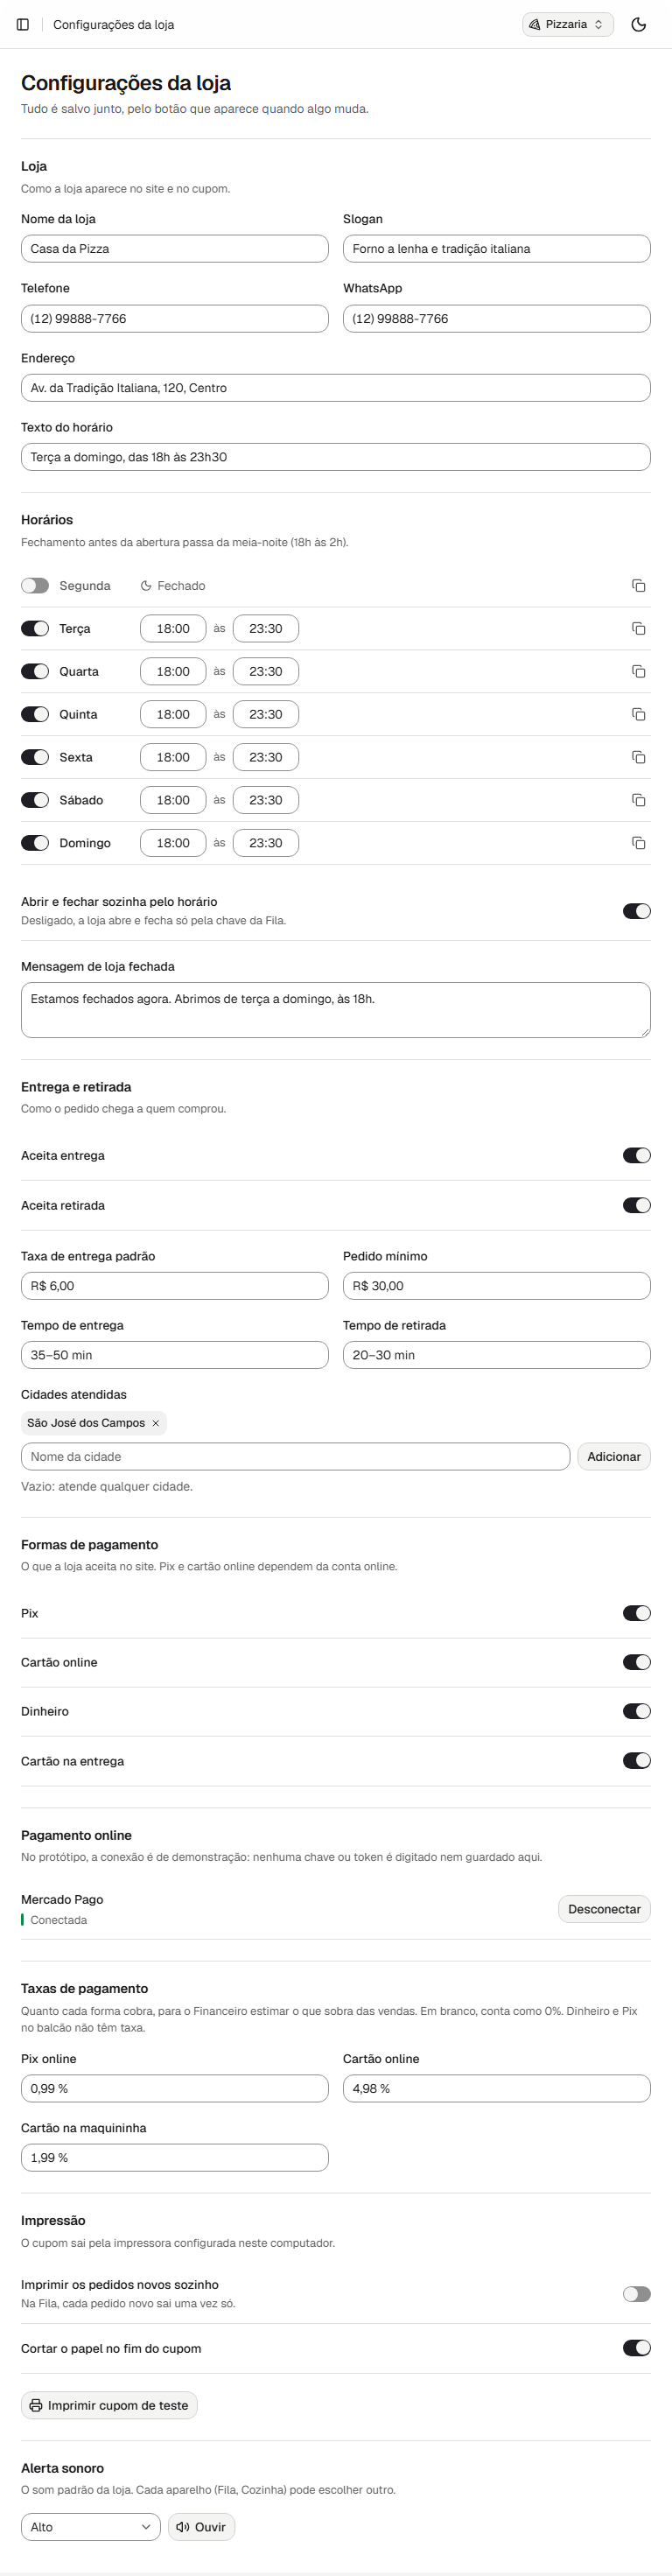 Configurações da loja
Pizzaria
Configurações da loja
Tudo é salvo junto, pelo botão que aparece quando algo muda.
Loja
Como a loja aparece no site e no cupom.
Nome da loja
Slogan
Casa da Pizza
Forno a lenha e tradição italiana
Telefone
WhatsApp
(12) 99888-7766
(12) 99888-7766
Endereço
Av. da Tradição Italiana, 120, Centro
Texto do horário
Terça a domingo, das 18h às 23h30
Horários
Fechamento antes da abertura passa da meia-noite (18h às 2h).
Segunda Fechado
Terça 18:00 às 23:30
Quarta 18:00 às 23:30
Quinta 18:00 às 23:30
Sexta 18:00 às 23:30
Sábado 18:00 às 23:30
Domingo 18:00 às 23:30
Abrir e fechar sozinha pelo horário
Desligado, a loja abre e fecha só pela chave da Fila.
Mensagem de loja fechada
Estamos fechados agora. Abrimos de terça a domingo, às 18h.
Entrega e retirada
Como o pedido chega a quem comprou.
Aceita entrega
Aceita retirada
Taxa de entrega padrão
Pedido mínimo
R$ 6,00
R$ 30,00
Tempo de entrega
Tempo de retirada
35–50 min
20–30 min
Cidades atendidas
São José dos Campos ×
Nome da cidade
Adicionar
Vazio: atende qualquer cidade.
Formas de pagamento
O que a loja aceita no site. Pix e cartão online dependem da conta online.
Pix
Cartão online
Dinheiro
Cartão na entrega
Pagamento online
No protótipo, a conexão é de demonstração: nenhuma chave ou token é digitado nem guardado aqui.
Mercado Pago
Conectada
Desconectar
Taxas de pagamento
Quanto cada forma cobra, para o Financeiro estimar o que sobra das vendas. Em branco, conta como 0%. Dinheiro e Pix
no balcão não têm taxa.
Pix online
Cartão online
0,99 %
4,98 %
Cartão na maquininha
1,99 %
Impressão
O cupom sai pela impressora configurada neste computador.
Imprimir os pedidos novos sozinho
Na Fila, cada pedido novo sai uma vez só.
Cortar o papel no fim do cupom
Imprimir cupom de teste
Alerta sonoro
O som padrão da loja. Cada aparelho (Fila, Cozinha) pode escolher outro.
Alto
Ouvir